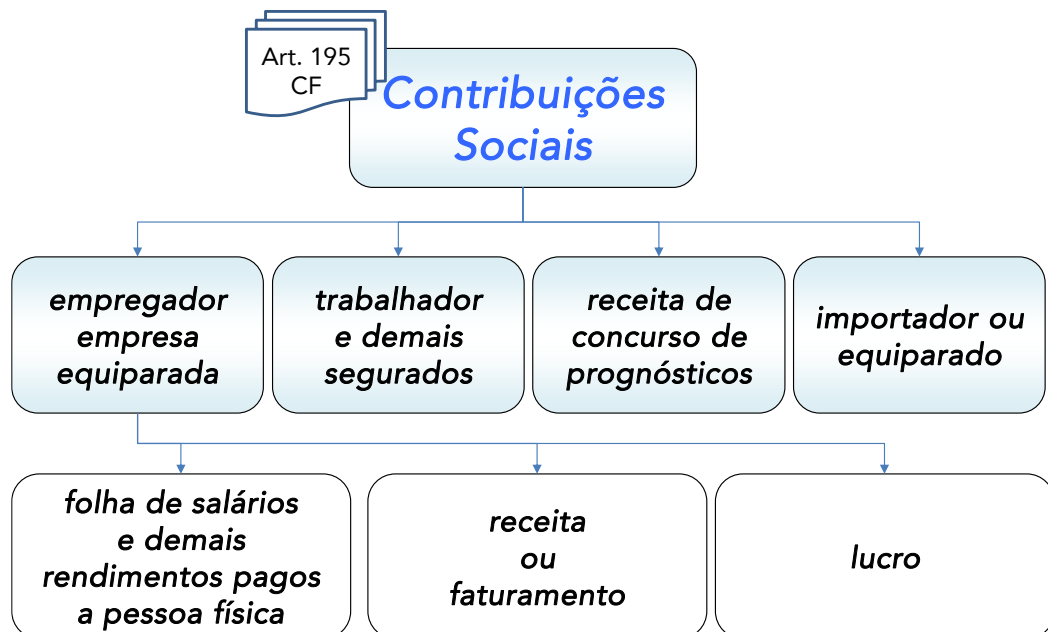 Art. 195
CF
Contribuições
Sociais
empregador
empresa
equiparada
trabalhador
e demais
segurados
receita de
concurso de
prognósticos
importador ou
equiparado
folha de salários
e demais
rendimentos pagos
a pessoa física
receita
ou
faturamento
lucro